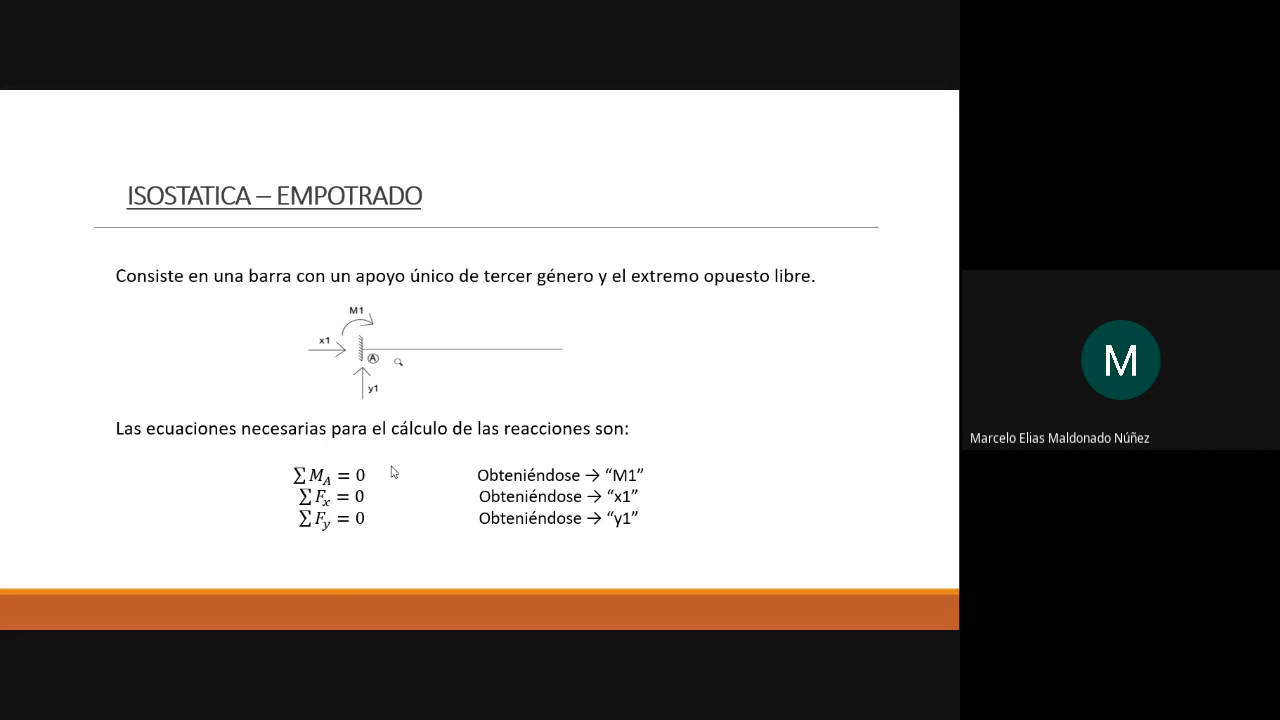 ISOSTATICA – EMPOTRADO
Consiste en una barra con un apoyo único de tercer género y el extremo opuesto libre.
M1
x1
A
y1
Las ecuaciones necesarias para el cálculo de las reacciones son:
∑ M_A = 0 Obteniéndose → “M1”
∑ F_x = 0 Obteniéndose → “x1”
∑ F_y = 0 Obteniéndose → “y1”
M
Marcelo Elias Maldonado Núñez